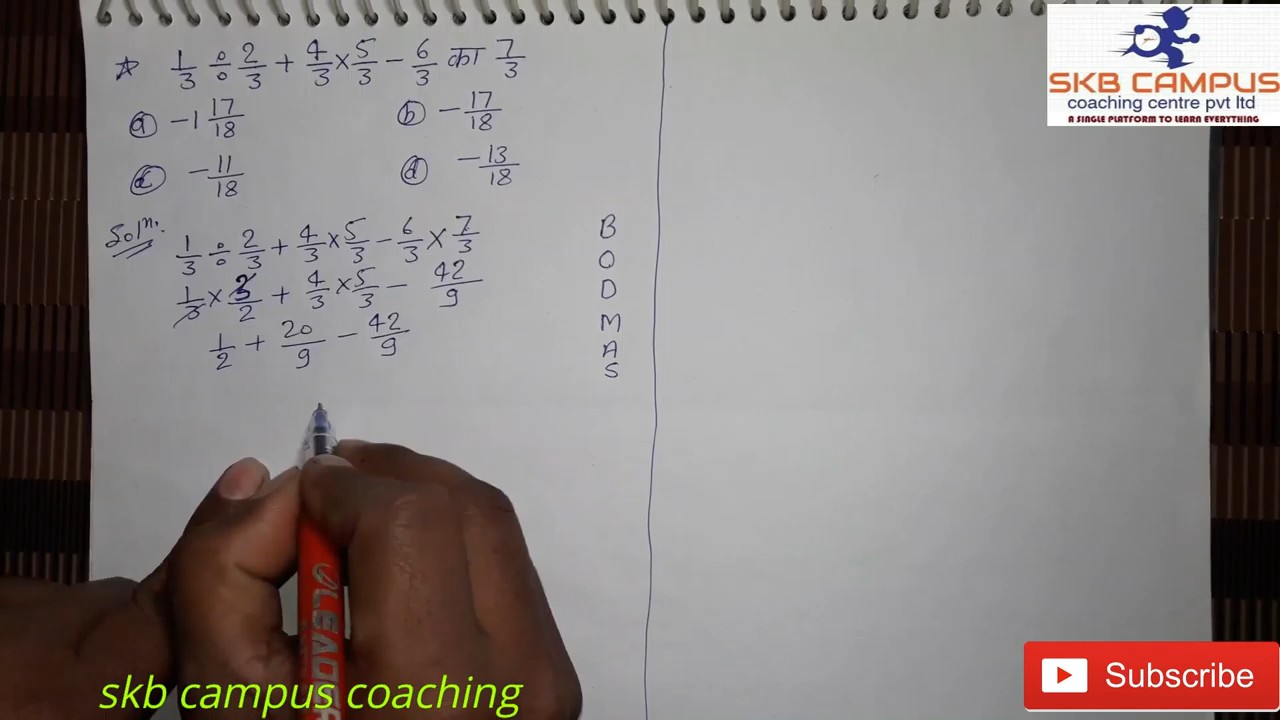 ☆ 1/3 ÷ 2/3 + 4/3 × 5/3 - 6/3 का 7/3
ⓐ -1 17/18 ⓑ -17/18
ⓒ -11/18 ⓓ -13/18
Solⁿ.
1/3 ÷ 2/3 + 4/3 × 5/3 - 6/3 × 7/3
1/3 × 3/2 + 4/3 × 5/3 - 42/9
1/2 + 20/9 - 42/9
B
O
D
M
A
S
SKB CAMPUS
coaching centre pvt ltd
A SINGLE PLATFORM TO LEARN EVERYTHING
LEADER
skb campus coaching
Subscribe